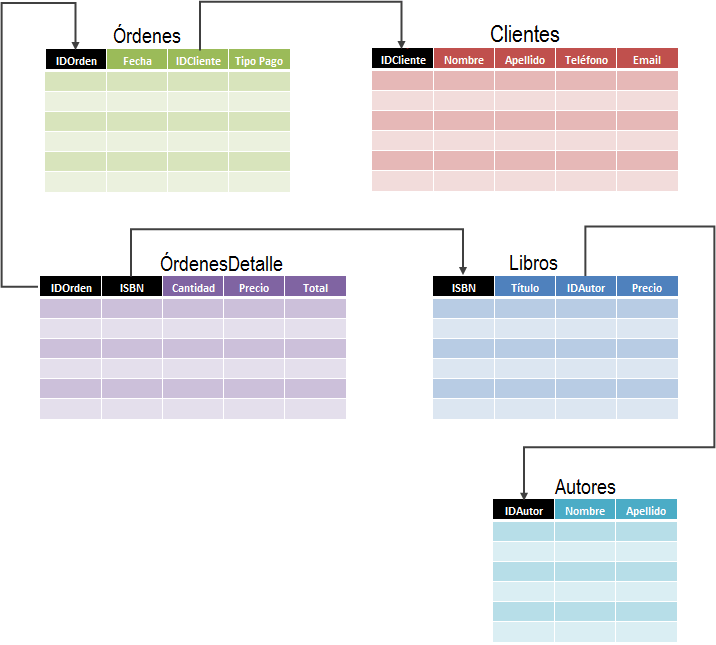 Órdenes
IDOrden Fecha IDCliente Tipo Pago
Clientes
IDCliente Nombre Apellido Teléfono Email
ÓrdenesDetalle
IDOrden ISBN Cantidad Precio Total
Libros
ISBN Título IDAutor Precio
Autores
IDAutor Nombre Apellido